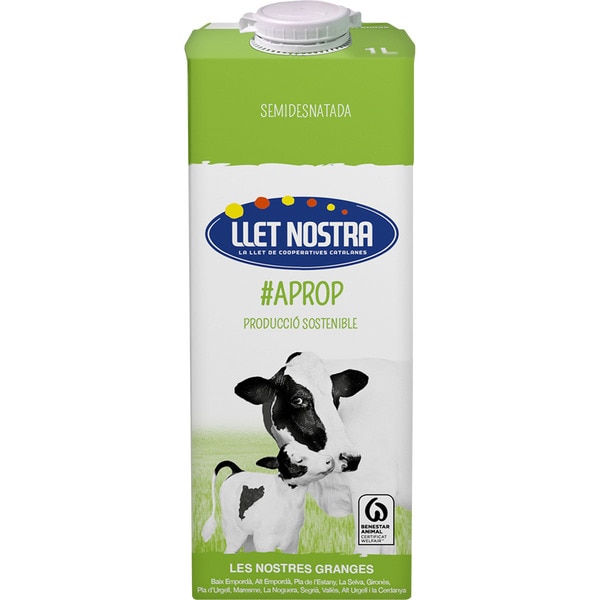 1L
SEMIDESNATADA
LLET NOSTRA
LA LLET DE COOPERATIVES CATALANES
#APROP
PRODUCCIÓ SOSTENIBLE
BENESTAR
ANIMAL
CERTIFICAT
WELFAIR™
LES NOSTRES GRANGES
Baix Empordà, Alt Empordà, Pla de l'Estany, La Selva, Gironès,
Pla d'Urgell, Maresme, La Noguera, Segrià, Vallès, Alt Urgell i la Cerdanya